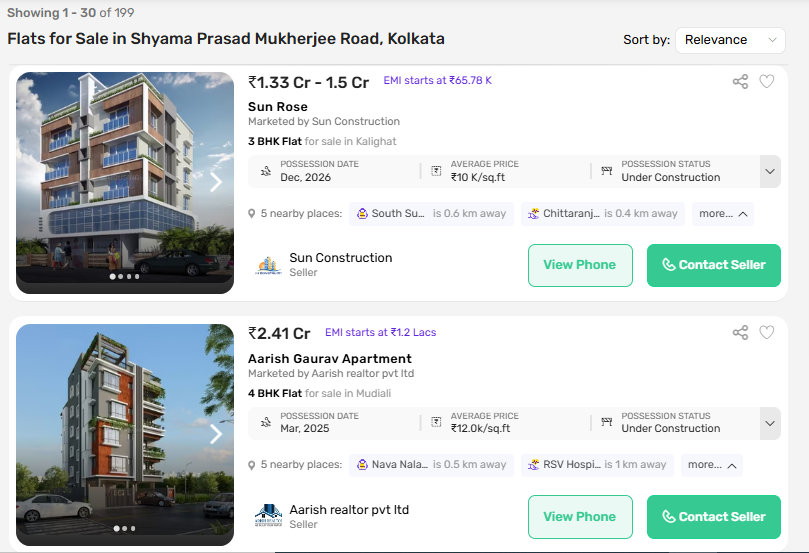 Showing 1 - 30 of 199
Flats for Sale in Shyama Prasad Mukherjee Road, Kolkata
Sort by: Relevance
₹1.33 Cr - 1.5 Cr EMI starts at ₹65.78 K
Sun Rose
Marketed by Sun Construction
3 BHK Flat for sale in Kalighat
POSSESSION DATE AVERAGE PRICE POSSESSION STATUS
Dec, 2026 ₹10 K/sq.ft Under Construction
5 nearby places: South Su... is 0.6 km away Chittaranj... is 0.4 km away more...
Sun Construction
Seller
View Phone Contact Seller
₹2.41 Cr EMI starts at ₹1.2 Lacs
Aarish Gaurav Apartment
Marketed by Aarish realtor pvt ltd
4 BHK Flat for sale in Mudiali
POSSESSION DATE AVERAGE PRICE POSSESSION STATUS
Mar, 2025 ₹12.0k/sq.ft Under Construction
5 nearby places: Nava Nala... is 0.5 km away RSV Hospi... is 1 km away more...
Aarish realtor pvt ltd
Seller
View Phone Contact Seller